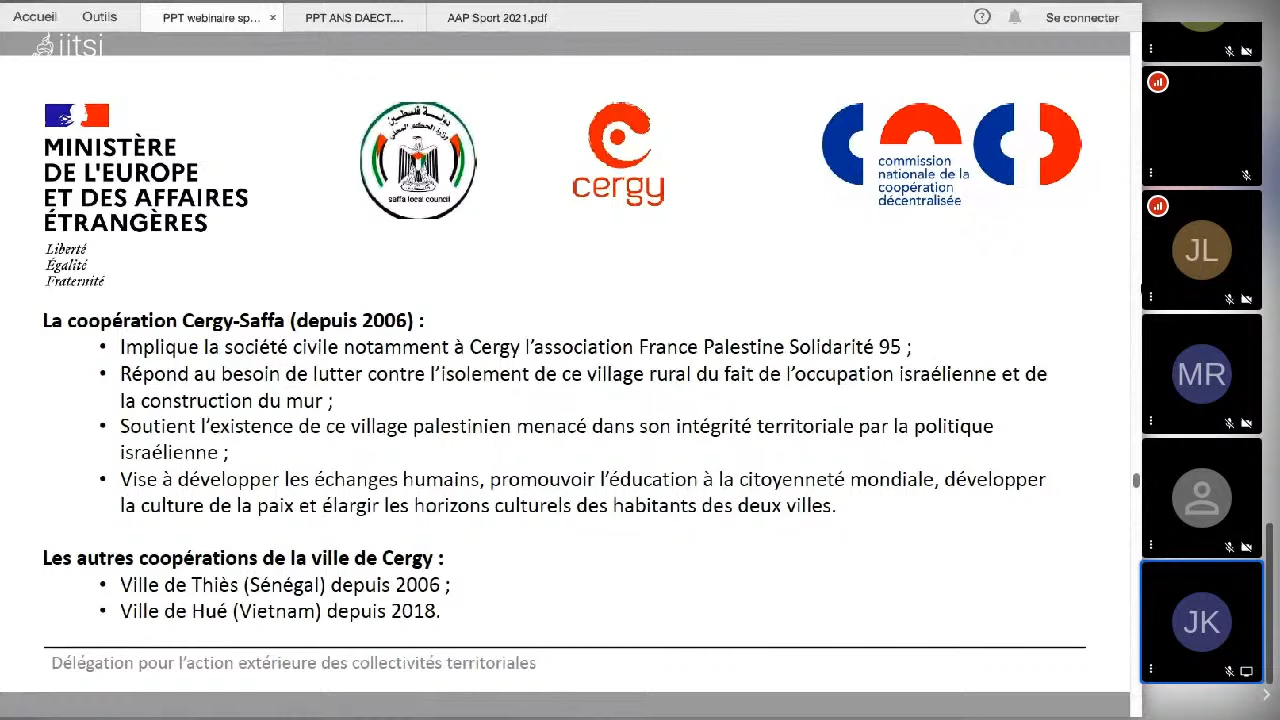 Accueil
Outils
PPT webinaire sp... ×
PPT ANS DAECT....
AAP Sport 2021.pdf
?
Se connecter
iitsi
MINISTÈRE
DE L'EUROPE
ET DES AFFAIRES
ÉTRANGÈRES
Liberté
Égalité
Fraternité
دولة فلسطين
وزارة الحكم المحلي
saffa local council
cergy
commission
nationale de la
coopération
décentralisée
La coopération Cergy-Saffa (depuis 2006) :
• Implique la société civile notamment à Cergy l’association France Palestine Solidarité 95 ;
• Répond au besoin de lutter contre l’isolement de ce village rural du fait de l’occupation israélienne et de
la construction du mur ;
• Soutient l’existence de ce village palestinien menacé dans son intégrité territoriale par la politique
israélienne ;
• Vise à développer les échanges humains, promouvoir l’éducation à la citoyenneté mondiale, développer
la culture de la paix et élargir les horizons culturels des habitants des deux villes.
Les autres coopérations de la ville de Cergy :
• Ville de Thiès (Sénégal) depuis 2006 ;
• Ville de Hué (Vietnam) depuis 2018.
Délégation pour l’action extérieure des collectivités territoriales
JL
MR
JK